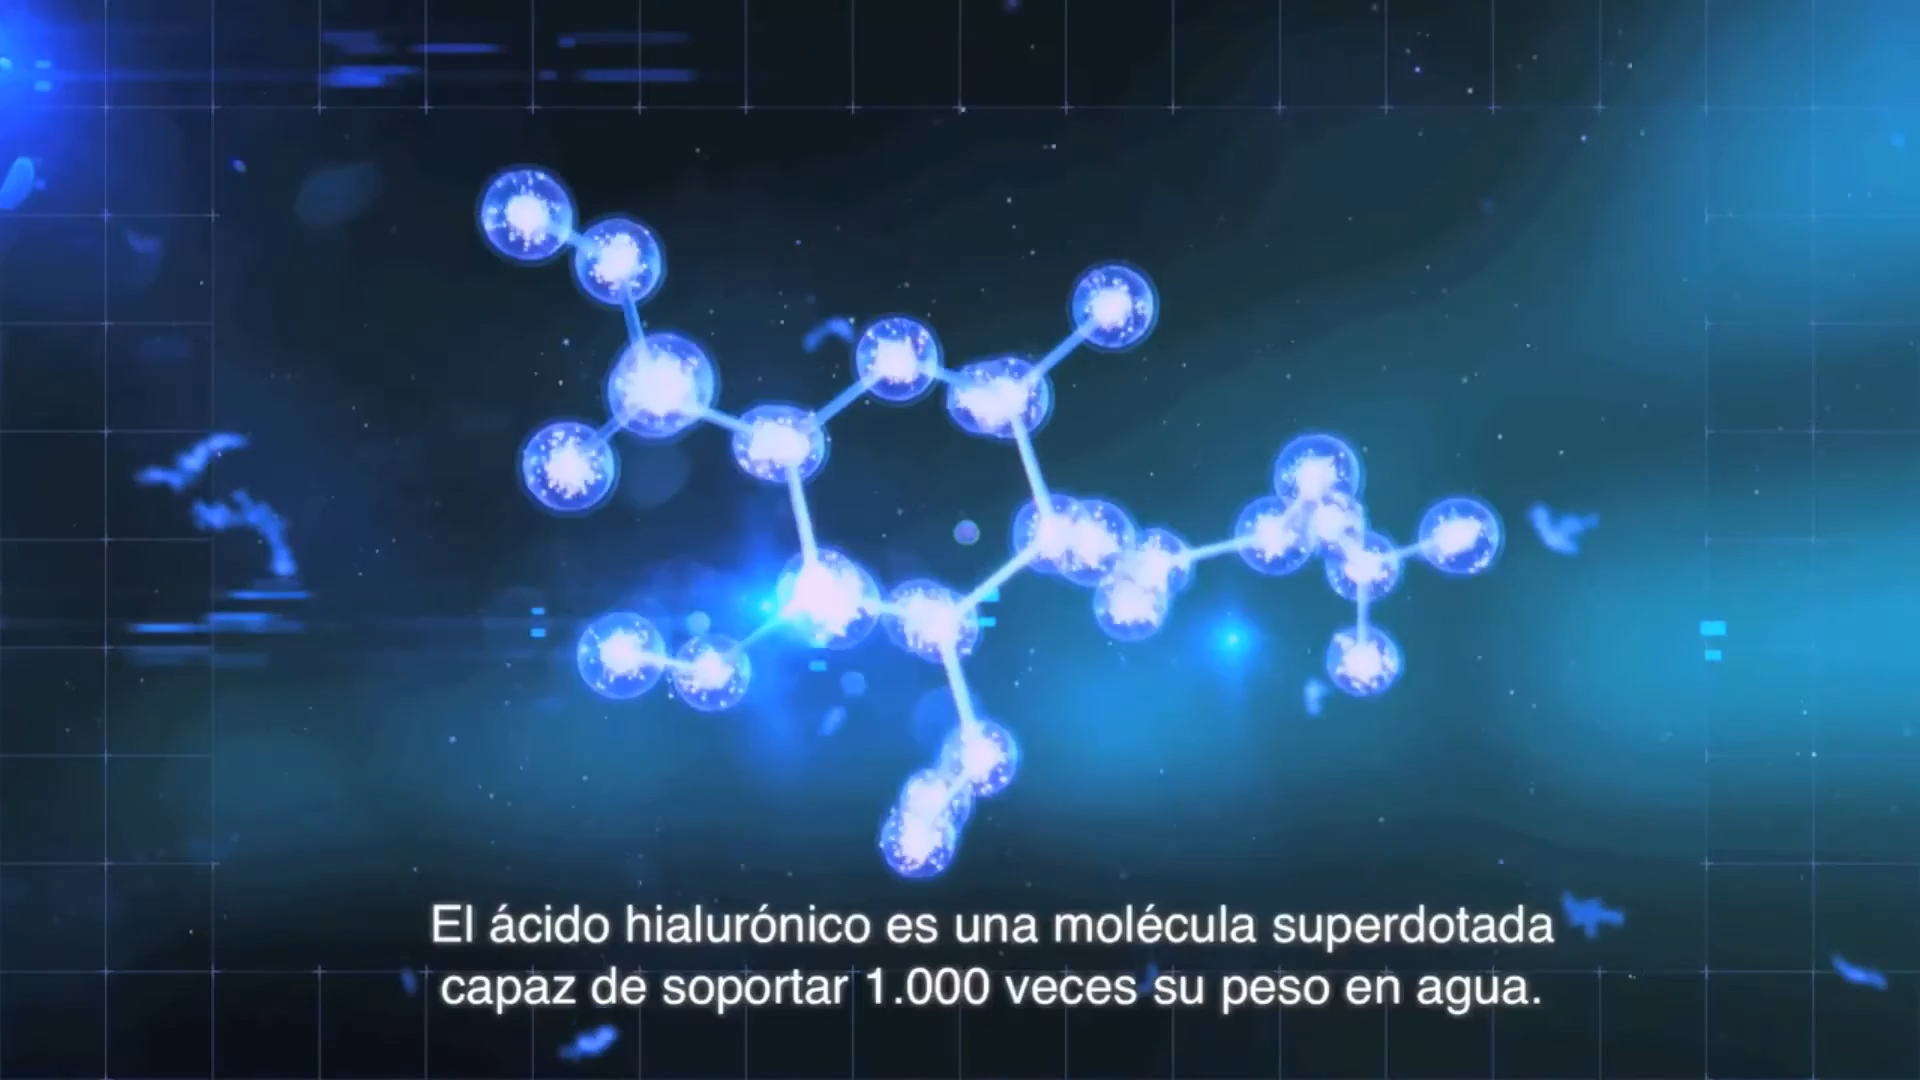 El ácido hialurónico es una molécula superdotada
capaz de soportar 1.000 veces su peso en agua.